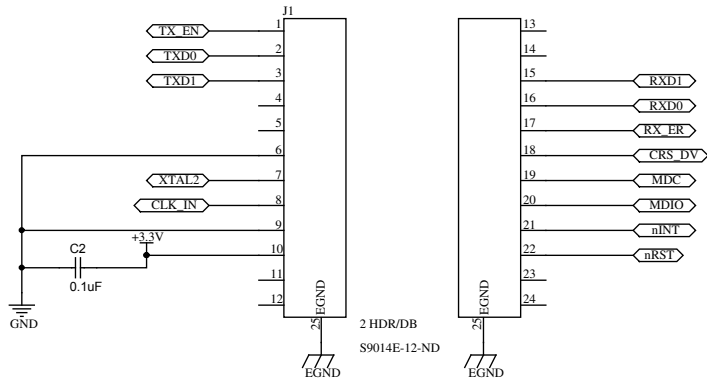 J1
TX_EN 1
TXD0 2
TXD1 3
4
5
6
XTAL2 7
CLK_IN 8
9
+3.3V
10
C2
0.1uF
11
12
GND
EGND
25
EGND
2 HDR/DB
S9014E-12-ND
13
14
15 RXD1
16 RXD0
17 RX_ER
18 CRS_DV
19 MDC
20 MDIO
21 nINT
22 nRST
23
24
EGND
25
EGND